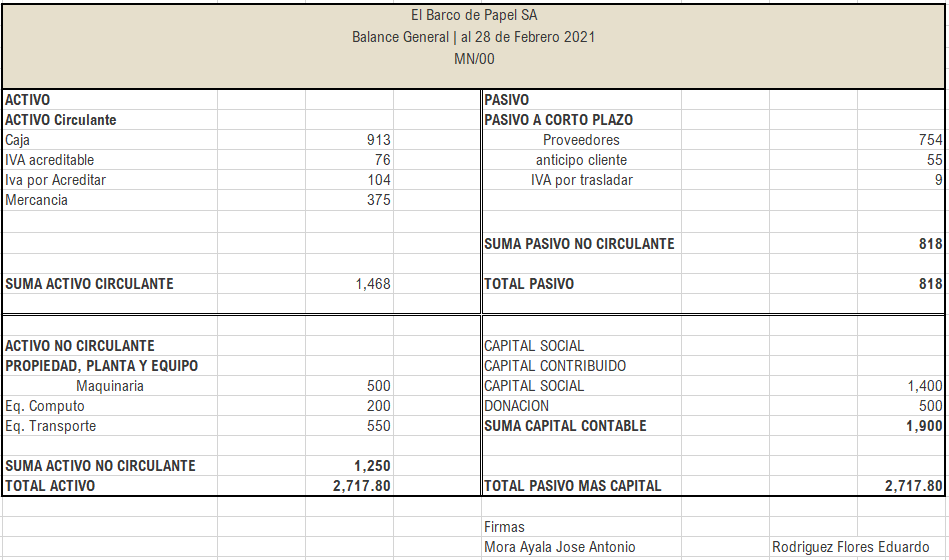 El Barco de Papel SA
Balance General | al 28 de Febrero 2021
MN/00
ACTIVO PASIVO
ACTIVO Circulante PASIVO A CORTO PLAZO
Caja 913 Proveedores 754
IVA acreditable 76 anticipo cliente 55
Iva por Acreditar 104 IVA por trasladar 9
Mercancia 375
SUMA PASIVO NO CIRCULANTE 818
SUMA ACTIVO CIRCULANTE 1,468 TOTAL PASIVO 818
ACTIVO NO CIRCULANTE CAPITAL SOCIAL
PROPIEDAD, PLANTA Y EQUIPO CAPITAL CONTRIBUIDO
Maquinaria 500 CAPITAL SOCIAL 1,400
Eq. Computo 200 DONACION 500
Eq. Transporte 550 SUMA CAPITAL CONTABLE 1,900
SUMA ACTIVO NO CIRCULANTE 1,250
TOTAL ACTIVO 2,717.80 TOTAL PASIVO MAS CAPITAL 2,717.80
Firmas
Mora Ayala Jose Antonio Rodriguez Flores Eduardo